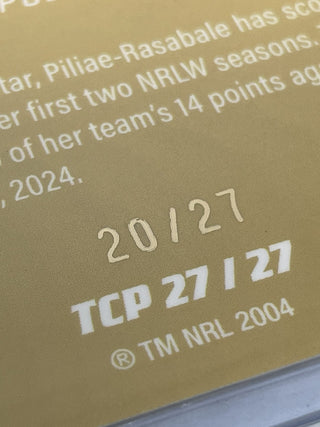 tar, Piliae-Rasabale has sco
er first two NRLW seasons.
of her team's 14 points aga
, 2024.
20/27
TCP 27 / 27
® TM NRL 2004